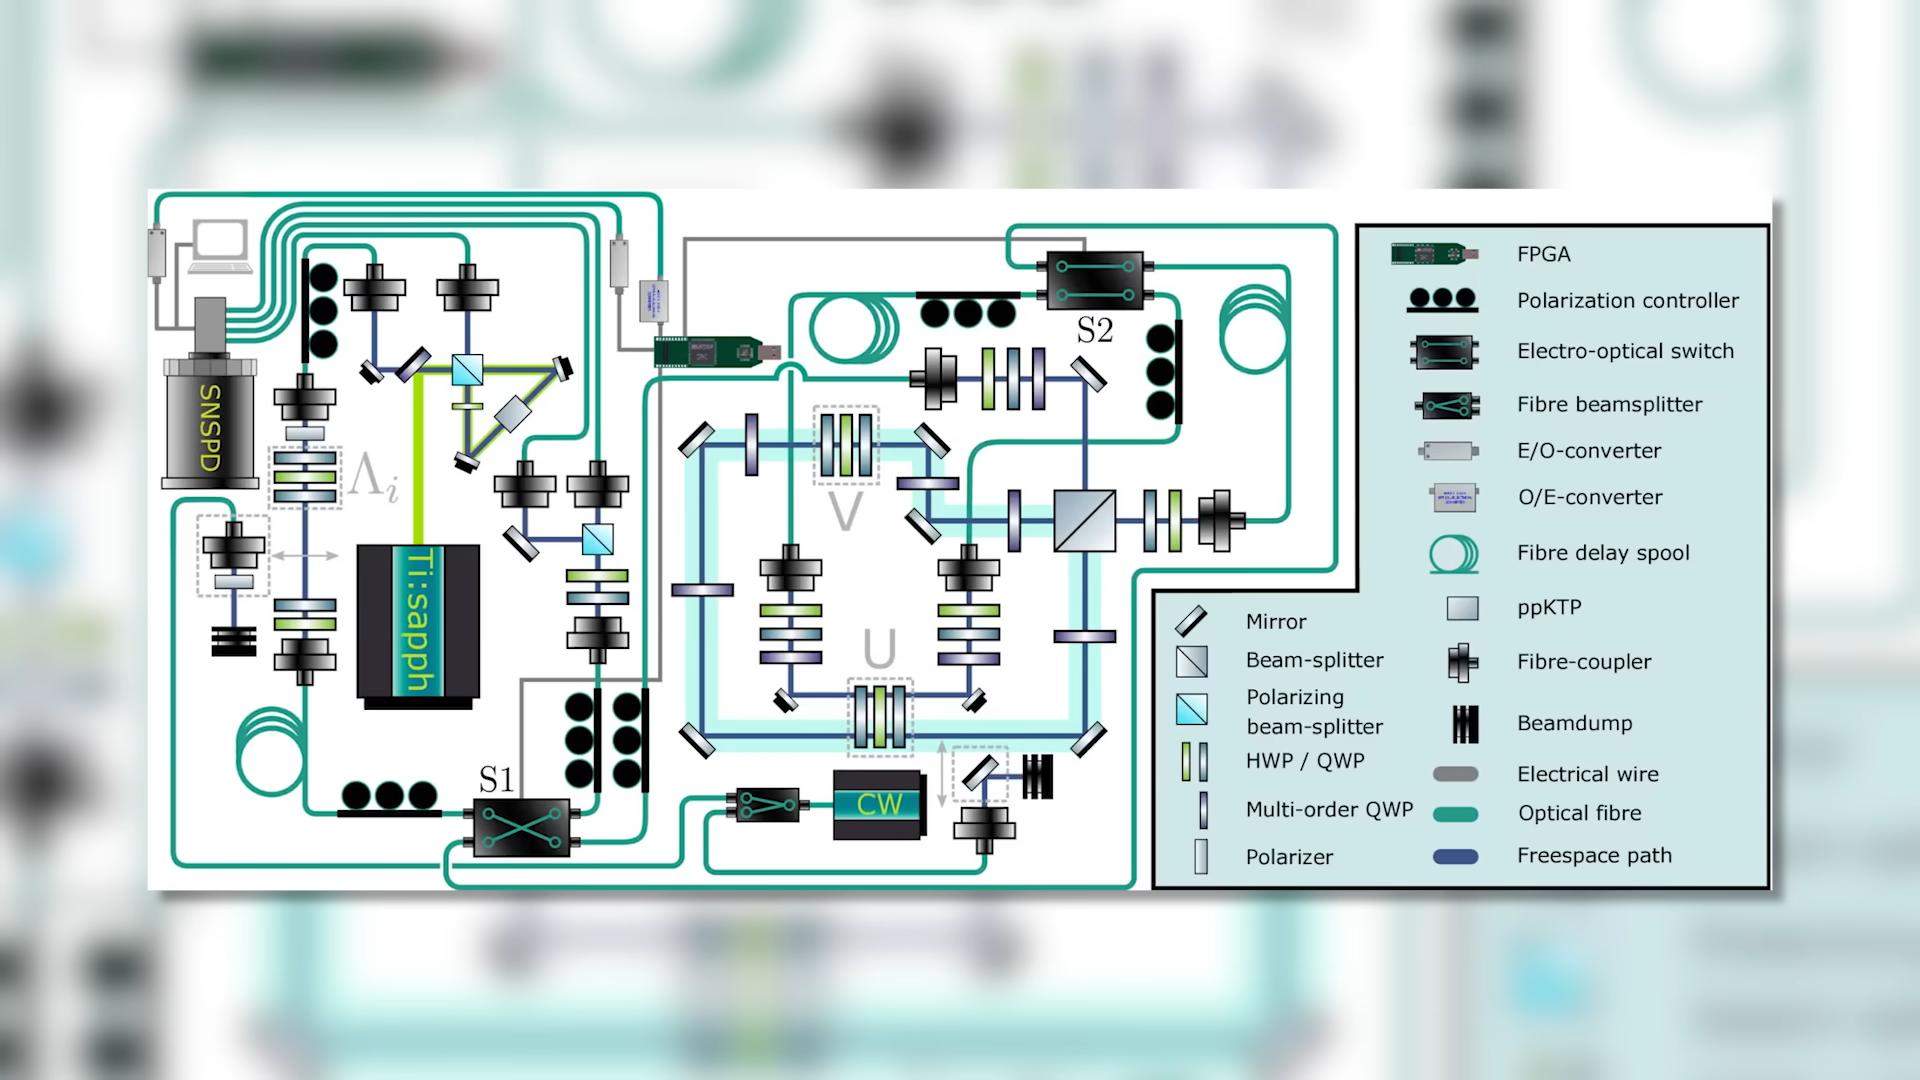 SNSPD
Λi
Ti:sapph
S1
S2
V
U
CW
FPGA
Polarization controller
Electro-optical switch
Fibre beamsplitter
E/O-converter
O/E-converter
Fibre delay spool
ppKTP
Fibre-coupler
Beamdump
Electrical wire
Optical fibre
Freespace path
Mirror
Beam-splitter
Polarizing
beam-splitter
HWP / QWP
Multi-order QWP
Polarizer